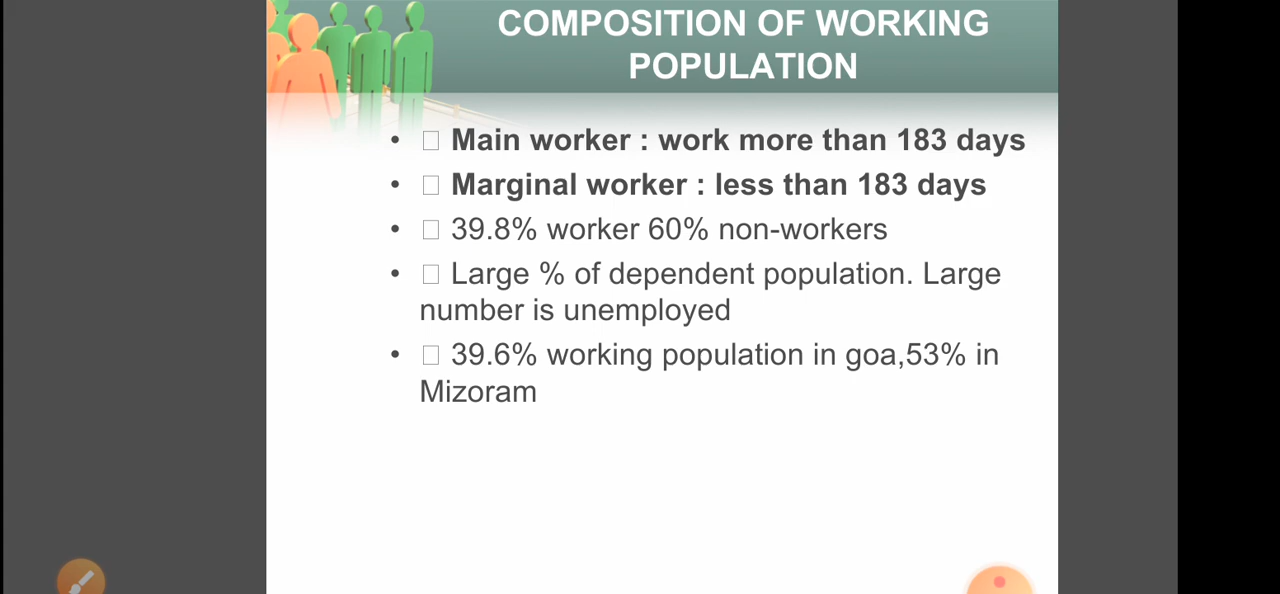 COMPOSITION OF WORKING
POPULATION
• □ Main worker : work more than 183 days
• □ Marginal worker : less than 183 days
• □ 39.8% worker 60% non-workers
• □ Large % of dependent population. Large
number is unemployed
• □ 39.6% working population in goa,53% in
Mizoram